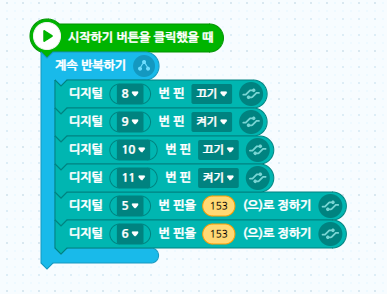 시작하기 버튼을 클릭했을 때
계속 반복하기
디지털 8 번 핀 끄기
디지털 9 번 핀 켜기
디지털 10 번 핀 끄기
디지털 11 번 핀 켜기
디지털 5 번 핀을 153 (으)로 정하기
디지털 6 번 핀을 153 (으)로 정하기